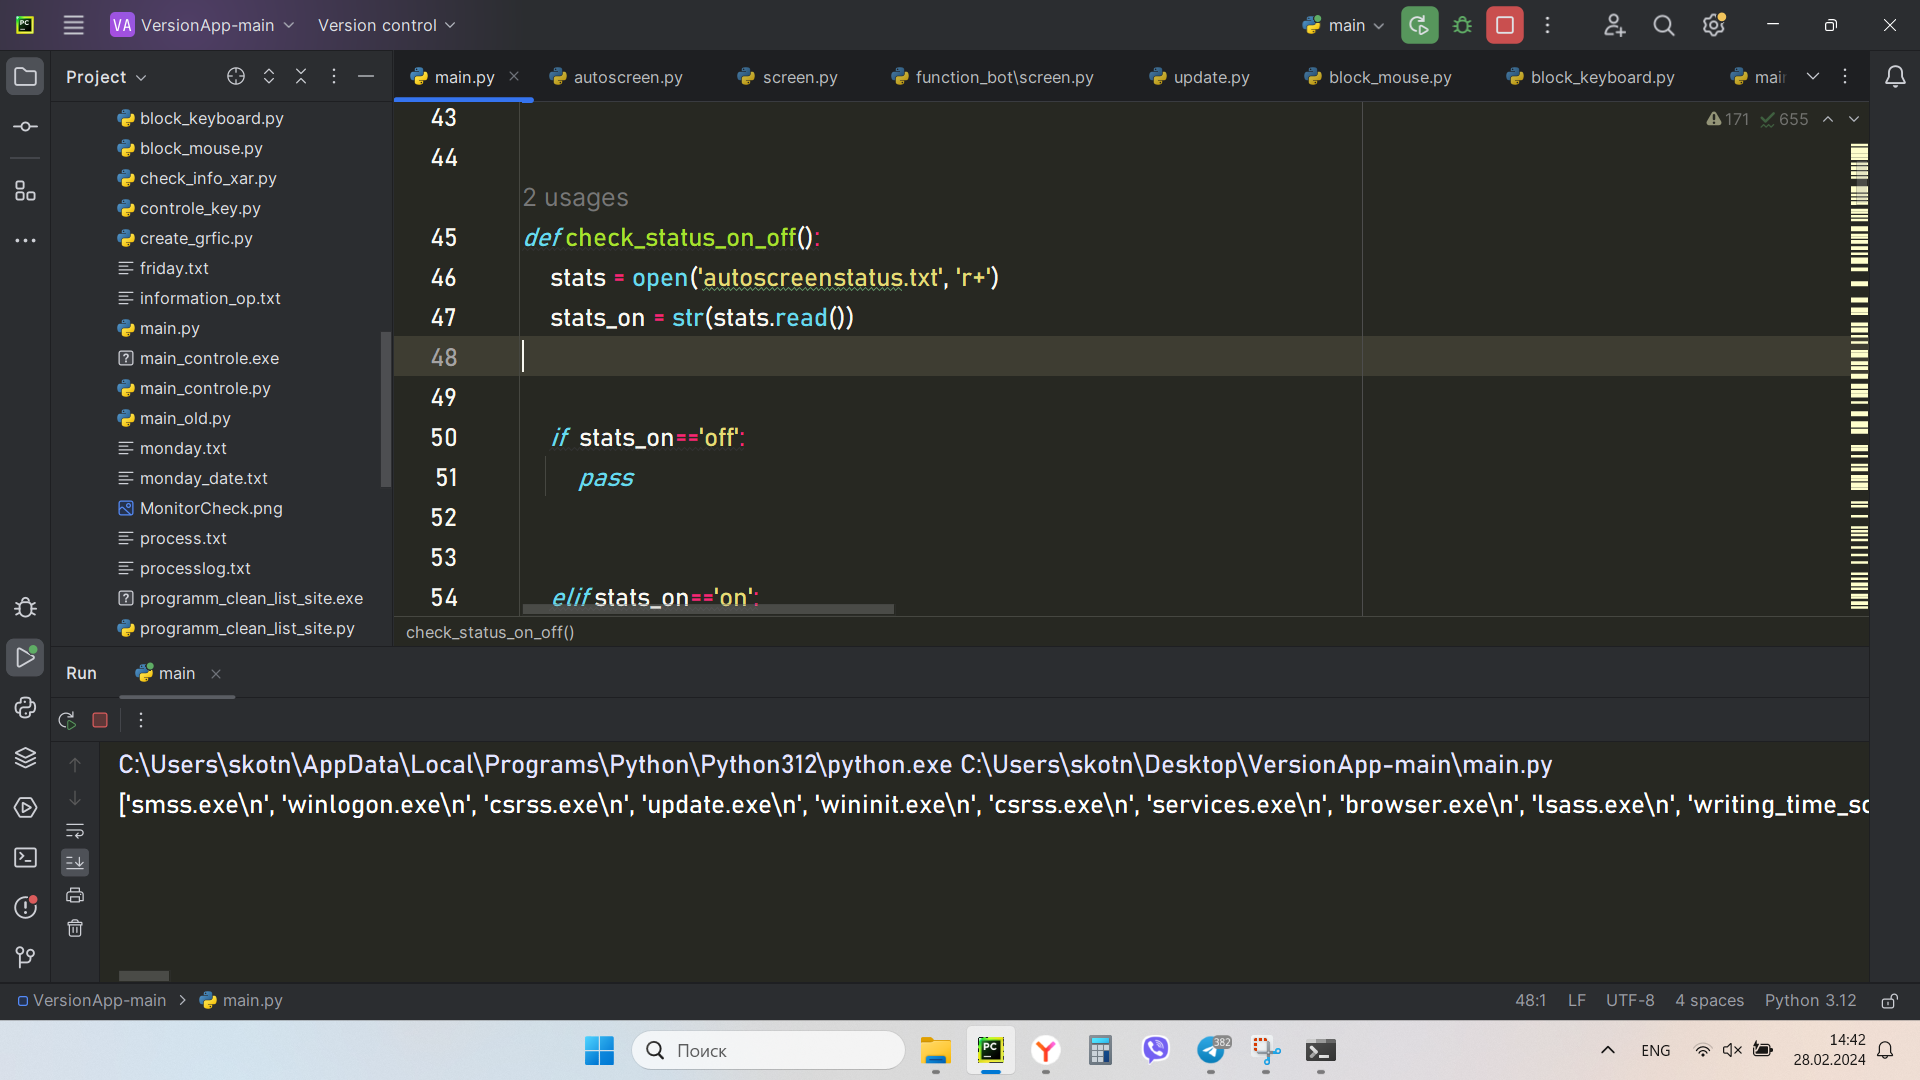 VA VersionApp-main Version control main
Project
main.py autoscreen.py screen.py function_bot\screen.py update.py block_mouse.py block_keyboard.py mai
block_keyboard.py
block_mouse.py
check_info_xar.py
controle_key.py
create_grfic.py
friday.txt
information_op.txt
main.py
main_controle.exe
main_controle.py
main_old.py
monday.txt
monday_date.txt
MonitorCheck.png
process.txt
processlog.txt
programm_clean_list_site.exe
programm_clean_list_site.py
171 655
43
44
2 usages
45 def check_status_on_off():
46 stats = open('autoscreenstatus.txt', 'r+')
47 stats_on = str(stats.read())
48
49
50 if stats_on=='off':
51 pass
52
53
54 elif stats_on=='on':
check_status_on_off()
Run main
C:\Users\skotn\AppData\Local\Programs\Python\Python312\python.exe C:\Users\skotn\Desktop\VersionApp-main\main.py
['smss.exe\n', 'winlogon.exe\n', 'csrss.exe\n', 'update.exe\n', 'wininit.exe\n', 'csrss.exe\n', 'services.exe\n', 'browser.exe\n', 'lsass.exe\n', 'writing_time_sc
VersionApp-main > main.py 48:1 LF UTF-8 4 spaces Python 3.12
Поиск
PC
382
ENG
14:42
28.02.2024